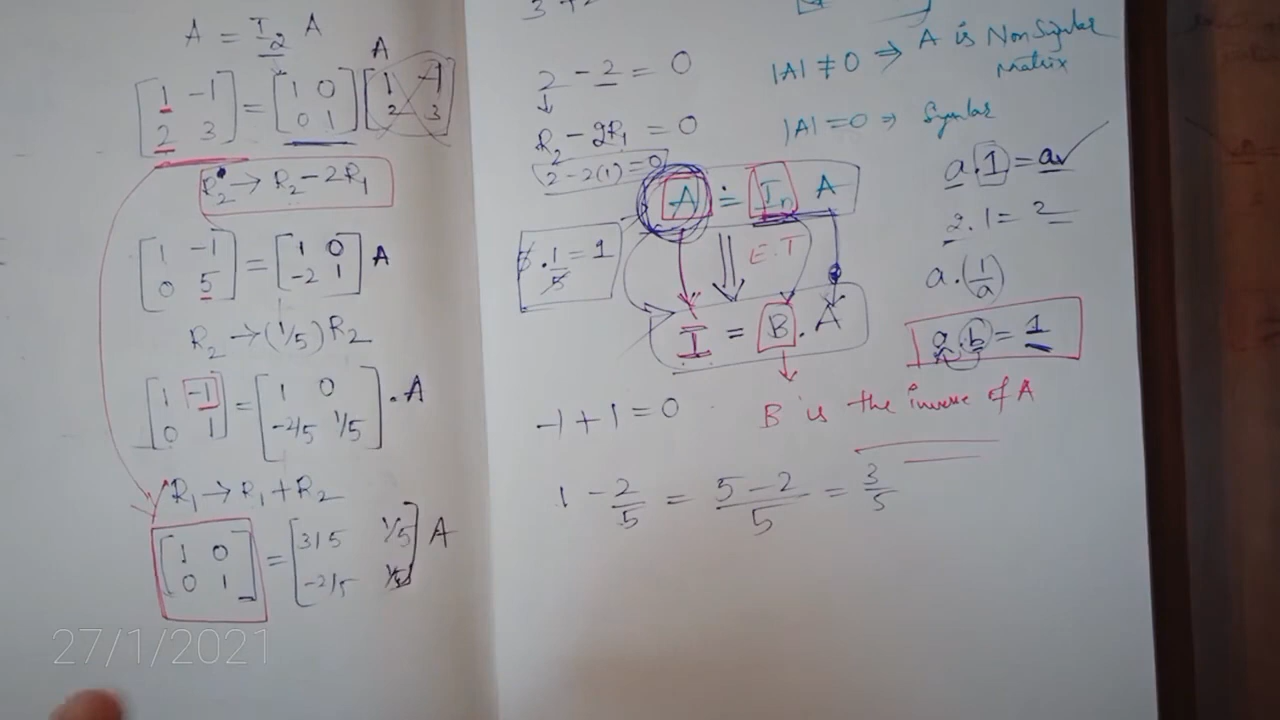 A = I₂ A
A
[1 -1; 2 3] = [1 0; 0 1] [1 -1; 2 3]
R₂ → R₂ - 2R₁
[1 -1; 0 5] = [1 0; -2 1] A
R₂ → (1/5) R₂
[1 -1; 0 1] = [1 0; -2/5 1/5] . A
R₁ → R₁ + R₂
[1 0; 0 1] = [3/5 1/5; -2/5 1/5] A
27/1/2021
2 - 2 = 0
R₂ - 2R₁ = 0
2 - 2(1) = 0
A = Iₙ A
E.T
5 . 1/5 = 1
I = B . A
B is the inverse of A
-1 + 1 = 0
1 - 2/5 = 5 - 2/5 = 3/5
|A| ≠ 0 ⇒ A is Non Singular
matrix
|A| = 0 ⇒
a . 1 = a
2 . 1 = 2
a . (1/a)
a . b = 1